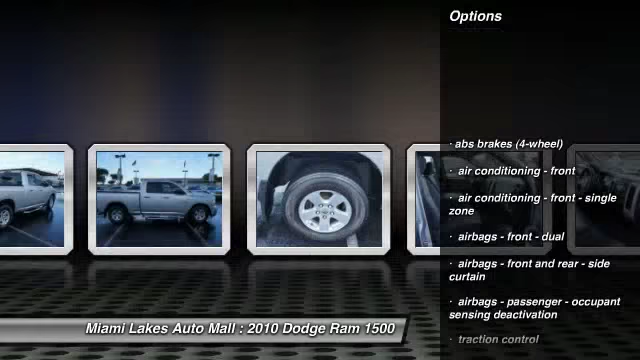 Options
· abs brakes (4-wheel)
· air conditioning - front
· air conditioning - front - single
zone
· airbags - front - dual
· airbags - front and rear - side
curtain
· airbags - passenger - occupant
sensing deactivation
· traction control
Miami Lakes Auto Mall : 2010 Dodge Ram 1500